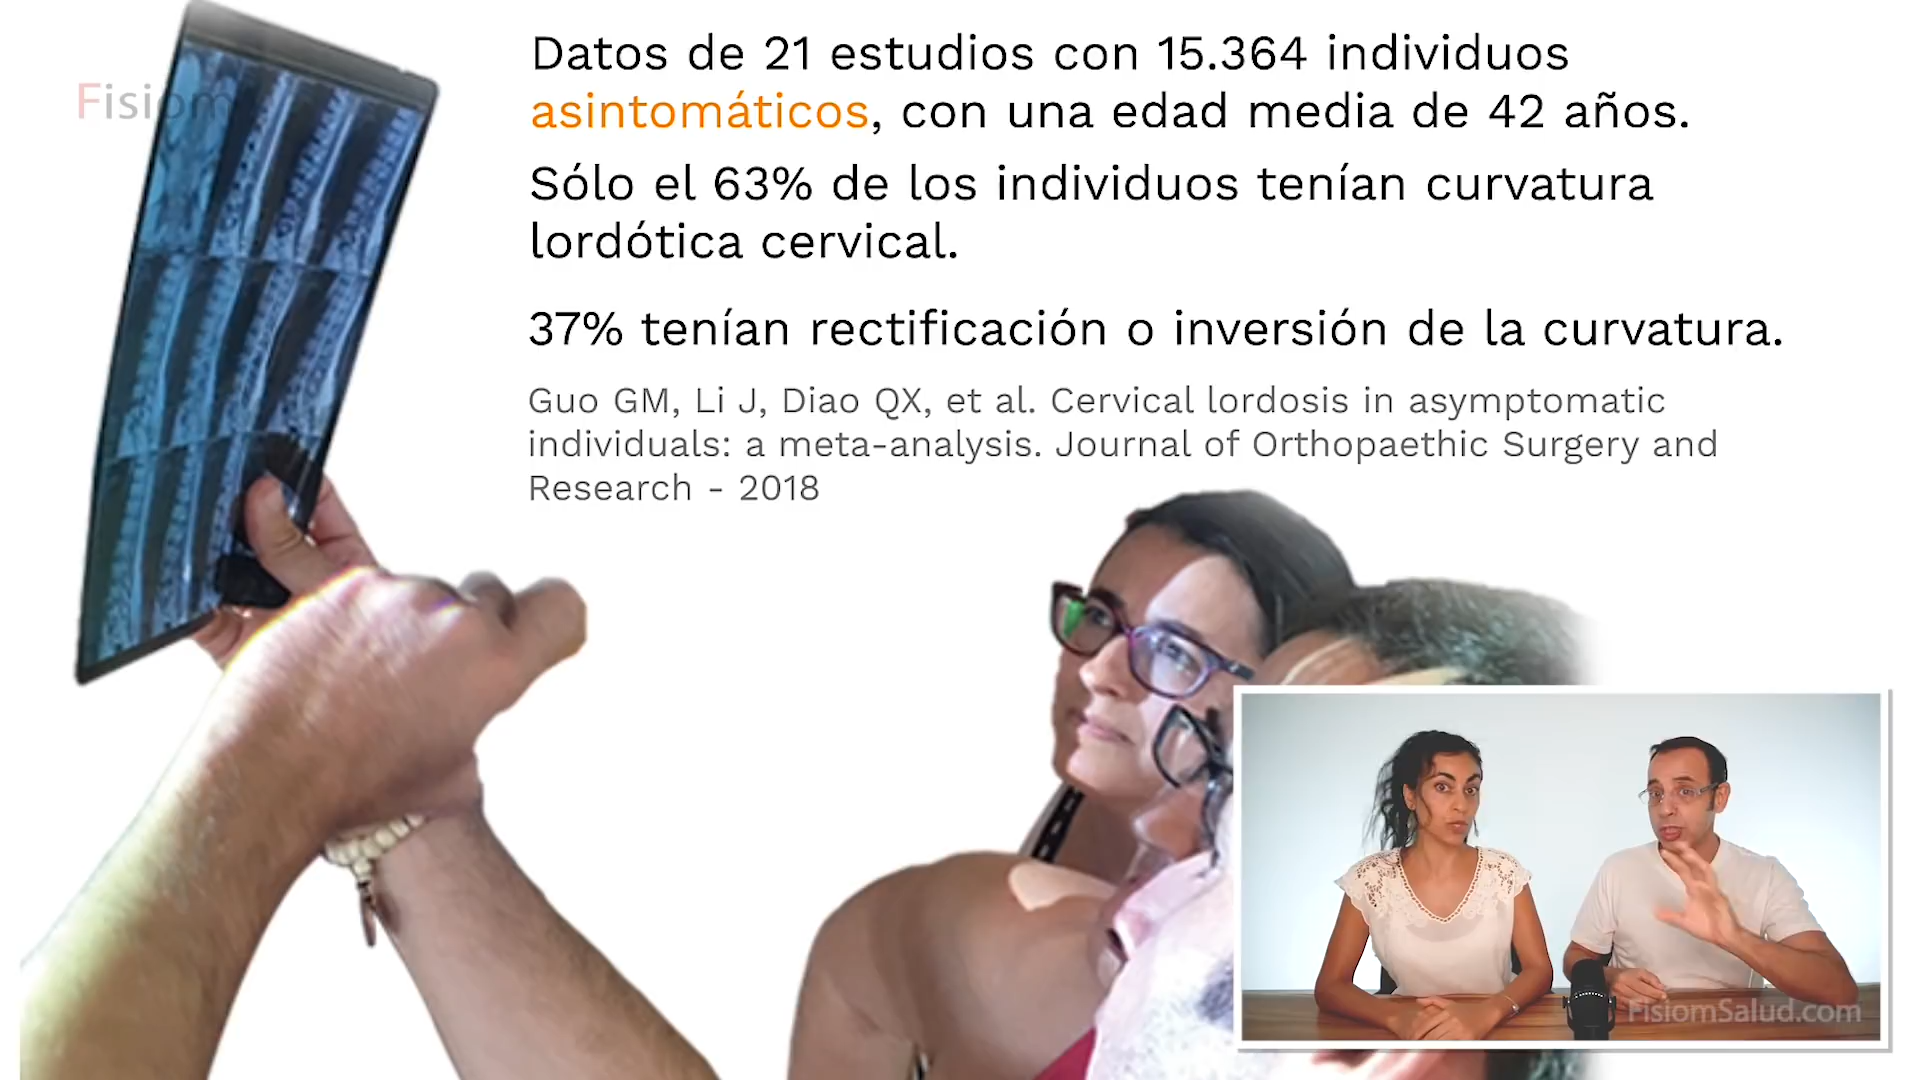 Datos de 21 estudios con 15.364 individuos
asintomáticos, con una edad media de 42 años.
Sólo el 63% de los individuos tenían curvatura
lordótica cervical.
37% tenían rectificación o inversión de la curvatura.
Guo GM, Li J, Diao QX, et al. Cervical lordosis in asymptomatic
individuals: a meta-analysis. Journal of Orthopaethic Surgery and
Research - 2018
Fisiom
FisiomSalud.com